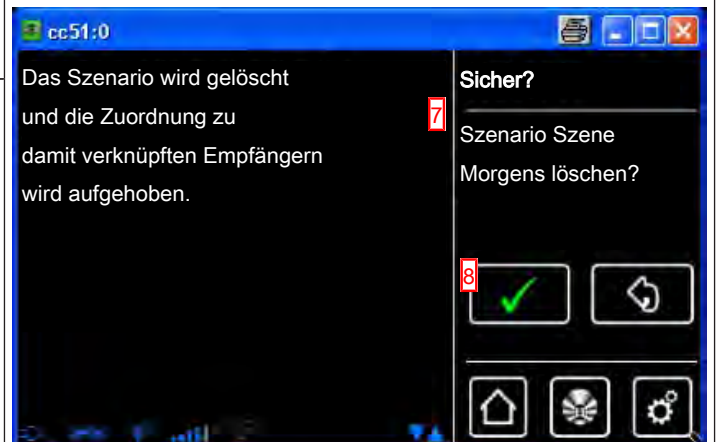 cc51:0
Das Szenario wird gelöscht
und die Zuordnung zu
damit verknüpften Empfängern
wird aufgehoben.
7
Sicher?
Szenario Szene
Morgens löschen?
8